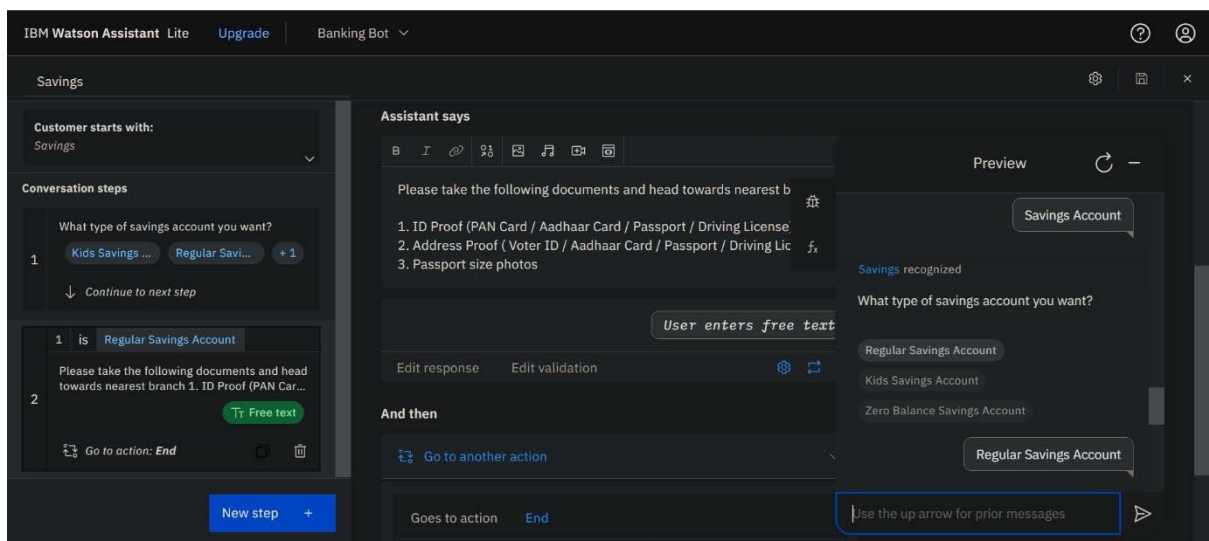 IBM Watson Assistant Lite Upgrade Banking Bot
Savings
Customer starts with:
Savings
Conversation steps
1
What type of savings account you want?
Kids Savings ... Regular Savi... + 1
Continue to next step
2
1 is Regular Savings Account
Please take the following documents and head
towards nearest branch 1. ID Proof (PAN Car...
Free text
Go to action: End
New step +
Assistant says
B I
Please take the following documents and head towards nearest b
1. ID Proof (PAN Card / Aadhaar Card / Passport / Driving License)
2. Address Proof ( Voter ID / Aadhaar Card / Passport / Driving Lic
3. Passport size photos
User enters free text
Edit response Edit validation
And then
Go to another action
Goes to action End
Preview
Savings Account
Savings recognized
What type of savings account you want?
Regular Savings Account
Kids Savings Account
Zero Balance Savings Account
Regular Savings Account
Use the up arrow for prior messages